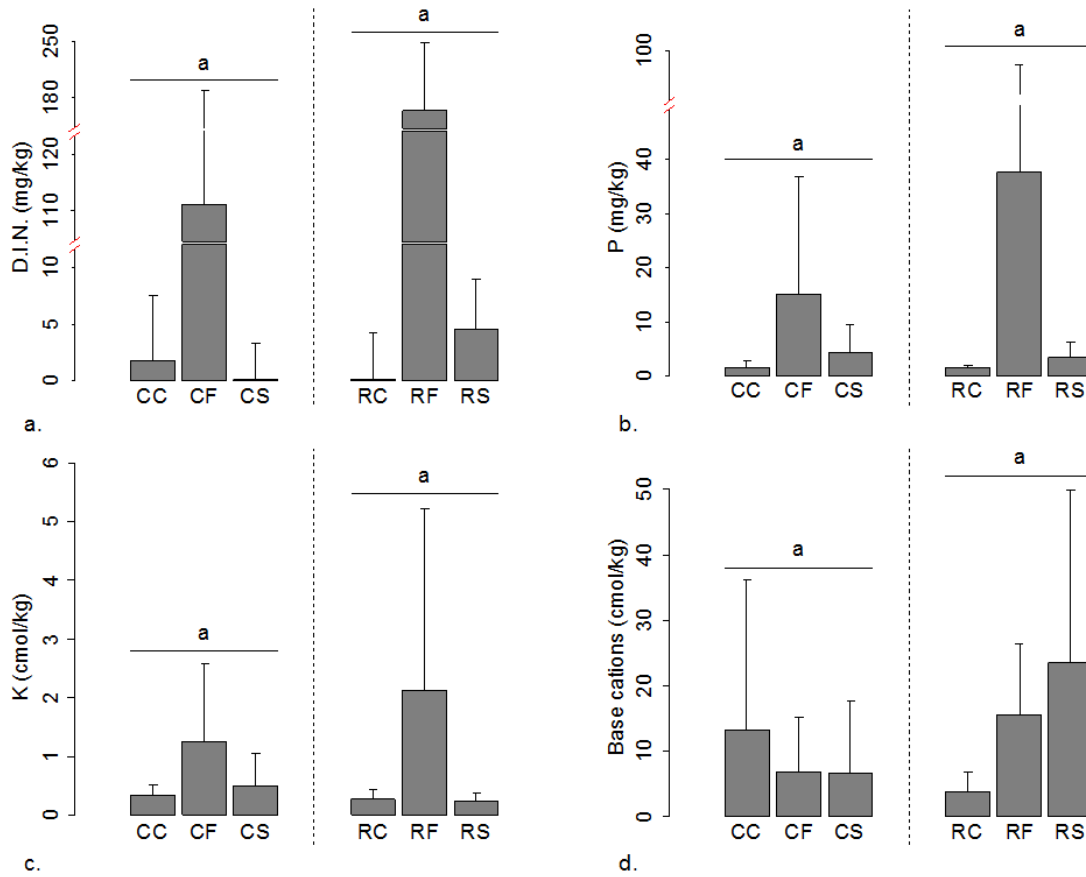 D.I.N. (mg/kg)
250
180
120
110
10
5
0
a
a
CC CF CS RC RF RS
a.
P (mg/kg)
100
40
30
20
10
0
a
a
CC CF CS RC RF RS
b.
K (cmol/kg)
6
5
4
3
2
1
0
a
a
CC CF CS RC RF RS
c.
Base cations (cmol/kg)
50
40
30
20
10
0
a
a
CC CF CS RC RF RS
d.